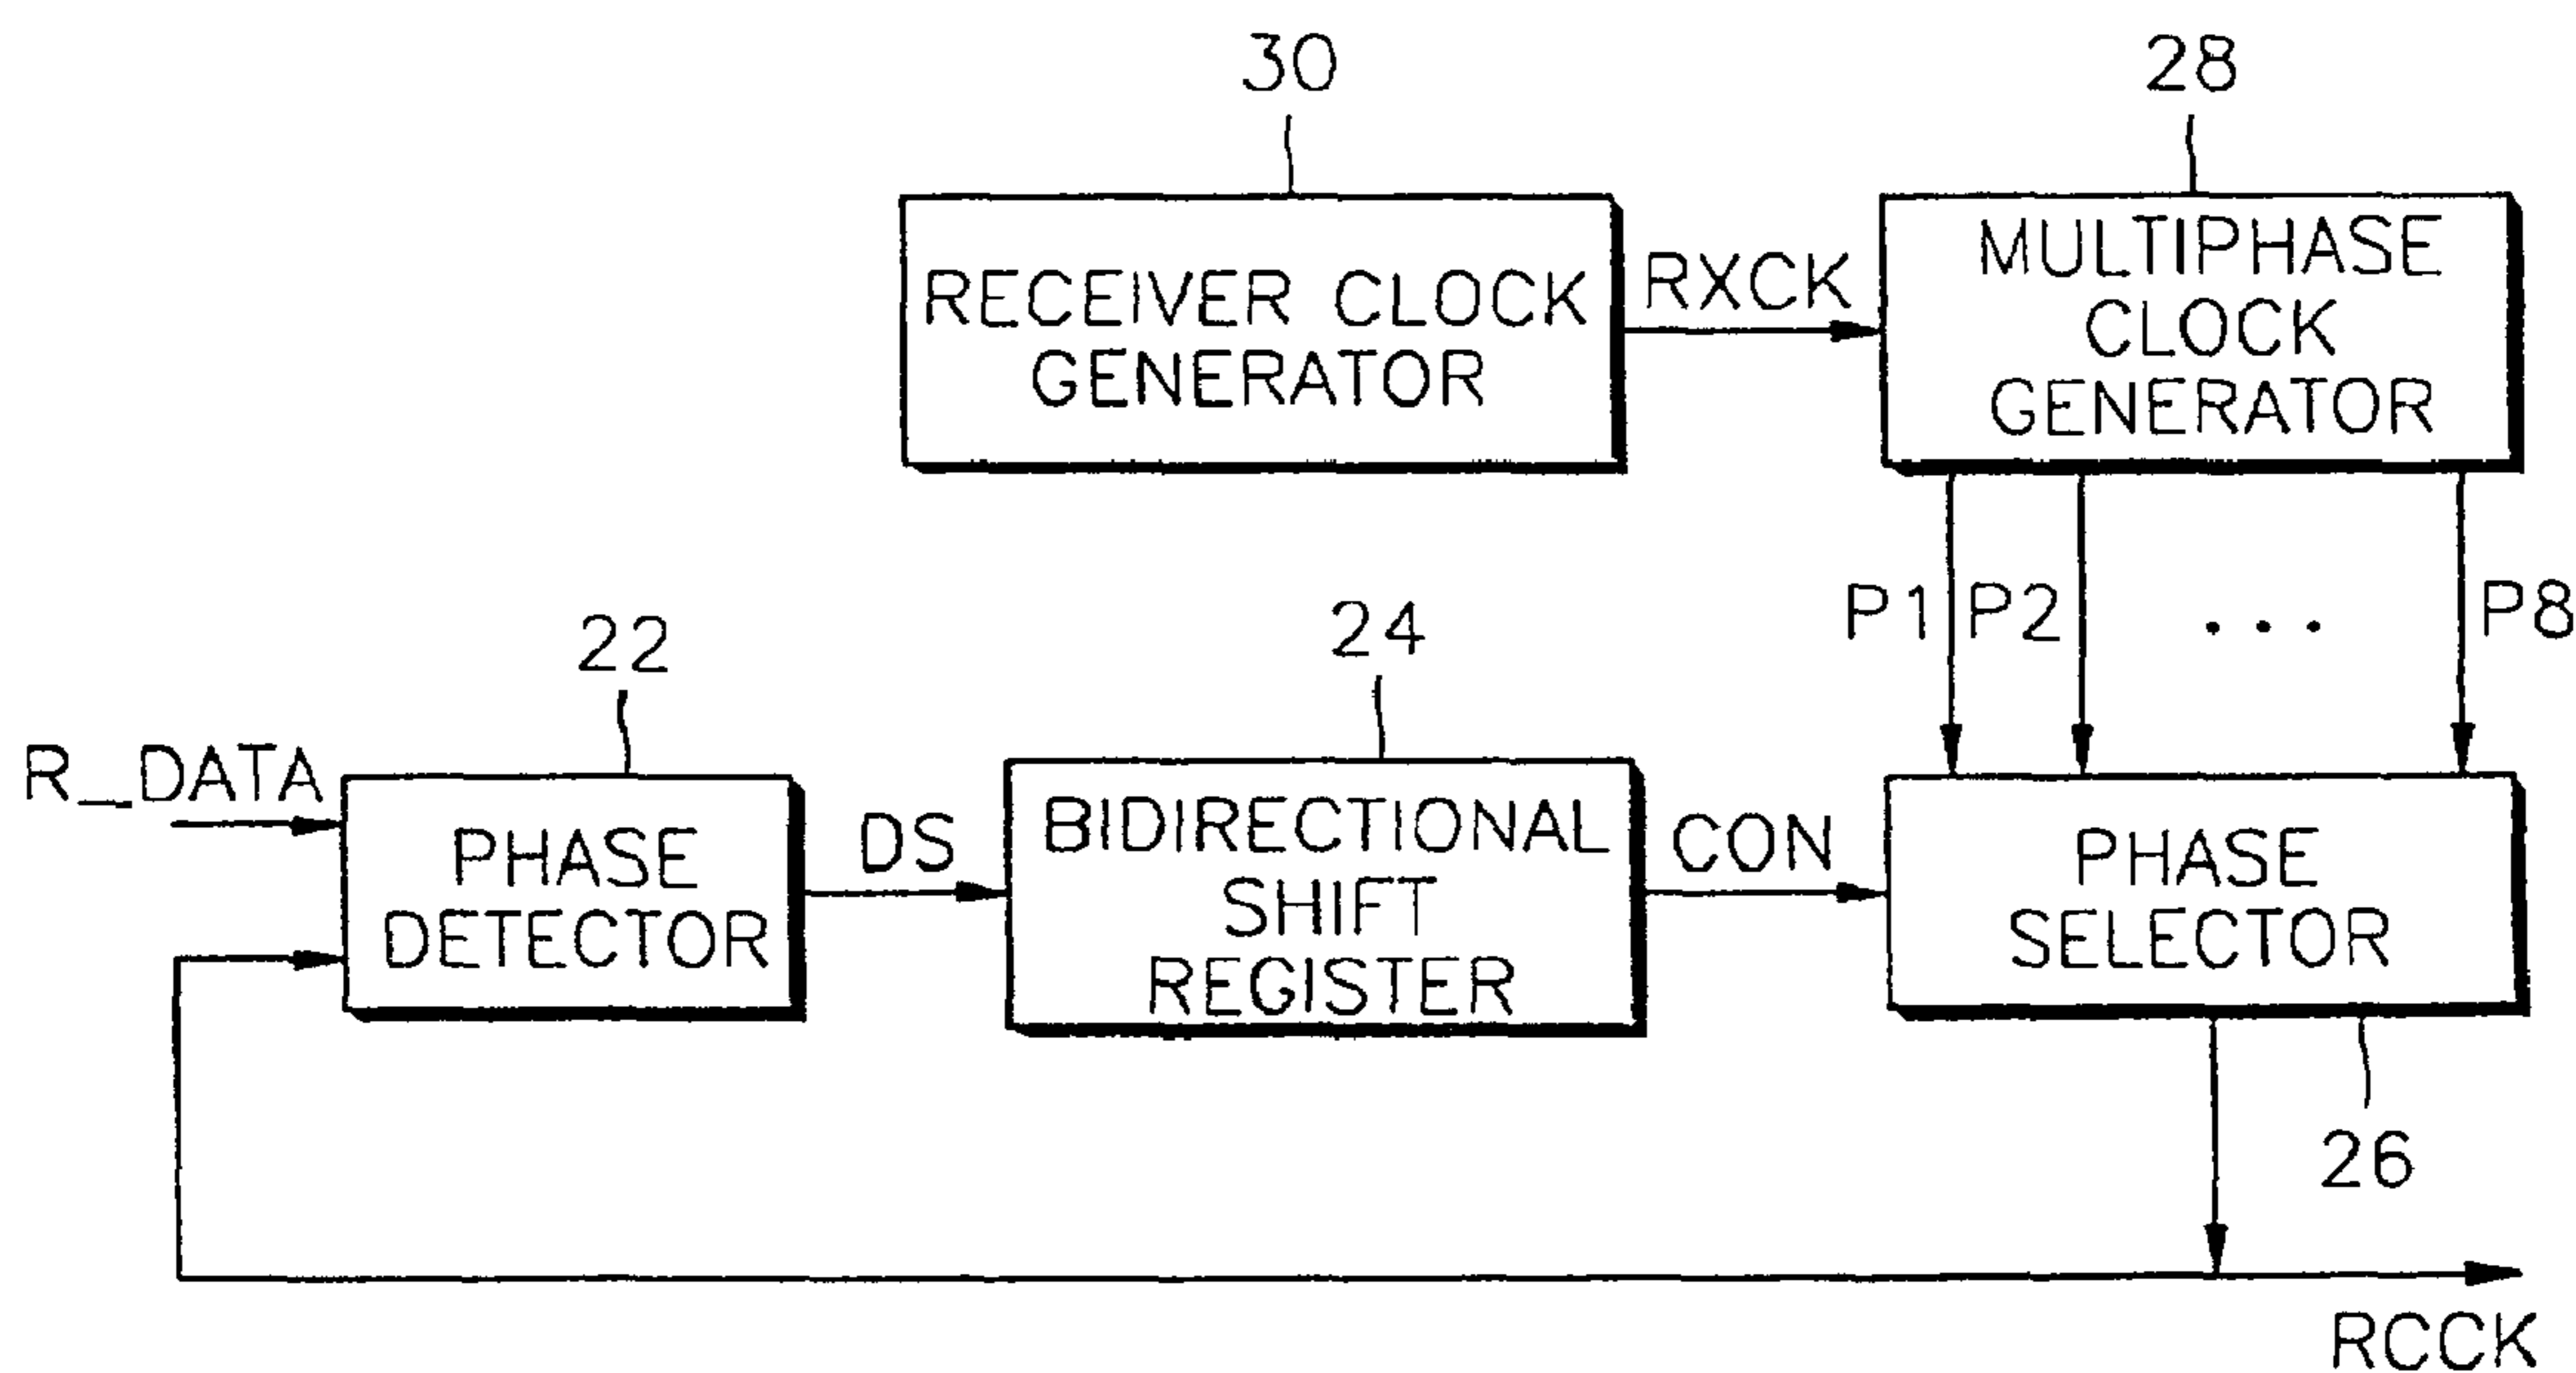 30
28
RECEIVER CLOCK
GENERATOR
RXCK
MULTIPHASE
CLOCK
GENERATOR
P1
P2
...
P8
22
24
R_DATA
PHASE
DETECTOR
DS
BIDIRECTIONAL
SHIFT
REGISTER
CON
PHASE
SELECTOR
26
RCCK